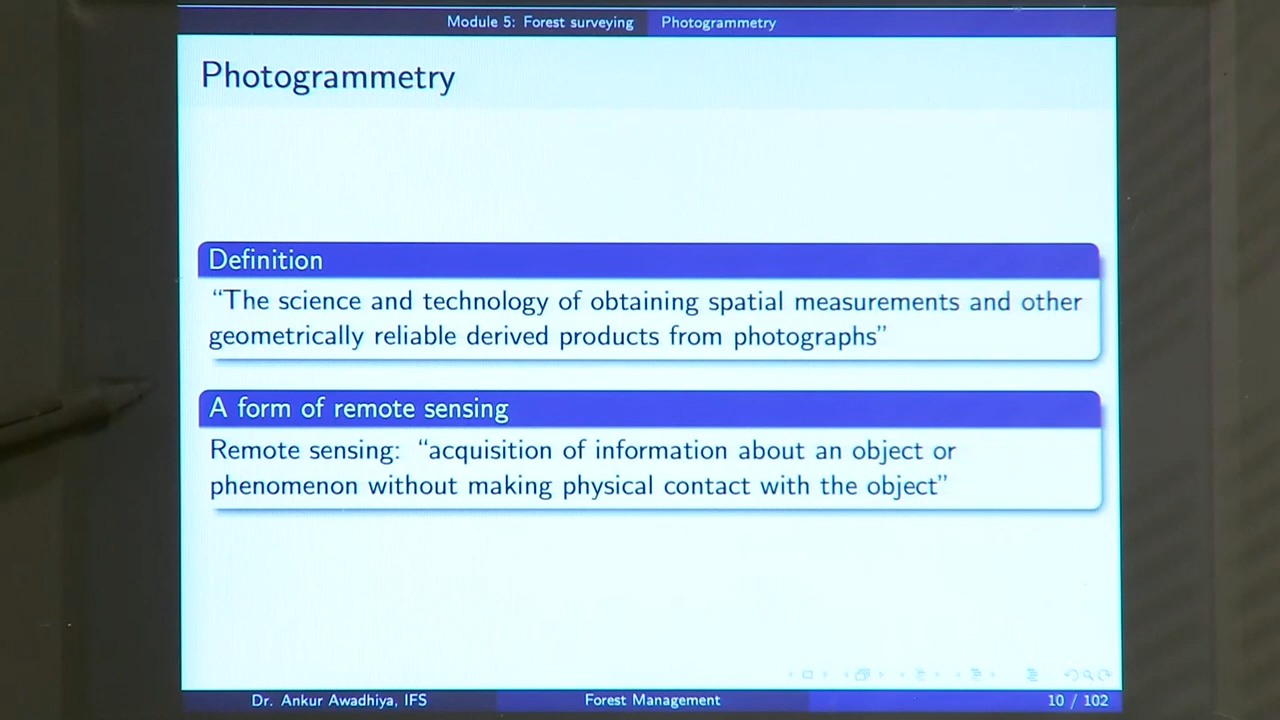 Module 5: Forest surveying Photogrammetry
Photogrammetry
Definition
“The science and technology of obtaining spatial measurements and other
geometrically reliable derived products from photographs”
A form of remote sensing
Remote sensing: “acquisition of information about an object or
phenomenon without making physical contact with the object”
Dr. Ankur Awadhiya, IFS Forest Management 10 / 102